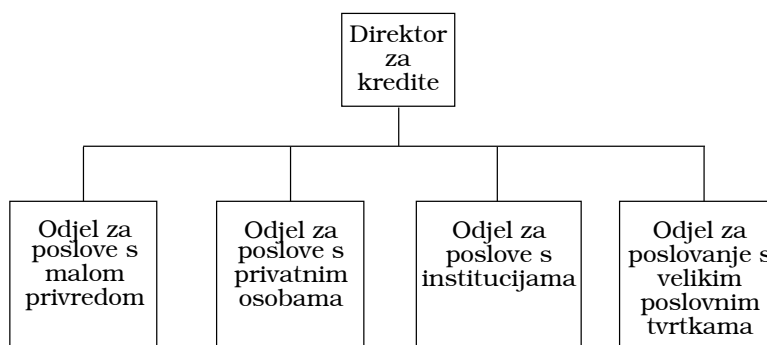 Direktor
za
kredite
Odjel za
poslove s
malom
privredom
Odjel za
poslove s
privatnim
osobama
Odjel za
poslove s
institucijama
Odjel za
poslovanje s
velikim
poslovnim
tvrtkama